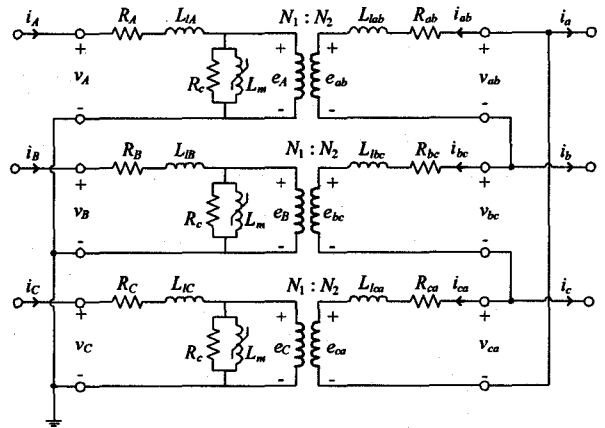 i_A R_A L_lA N_1 : N_2 L_lab R_ab i_ab i_a
+ + + +
v_A R_c L_m e_A e_ab v_ab
- - - -
i_B R_B L_lB N_1 : N_2 L_lbc R_bc i_bc i_b
+ + + +
v_B R_c L_m e_B e_bc v_bc
- - - -
i_C R_C L_lC N_1 : N_2 L_lca R_ca i_ca i_c
+ + + +
v_C R_c L_m e_C e_ca v_ca
- - - -